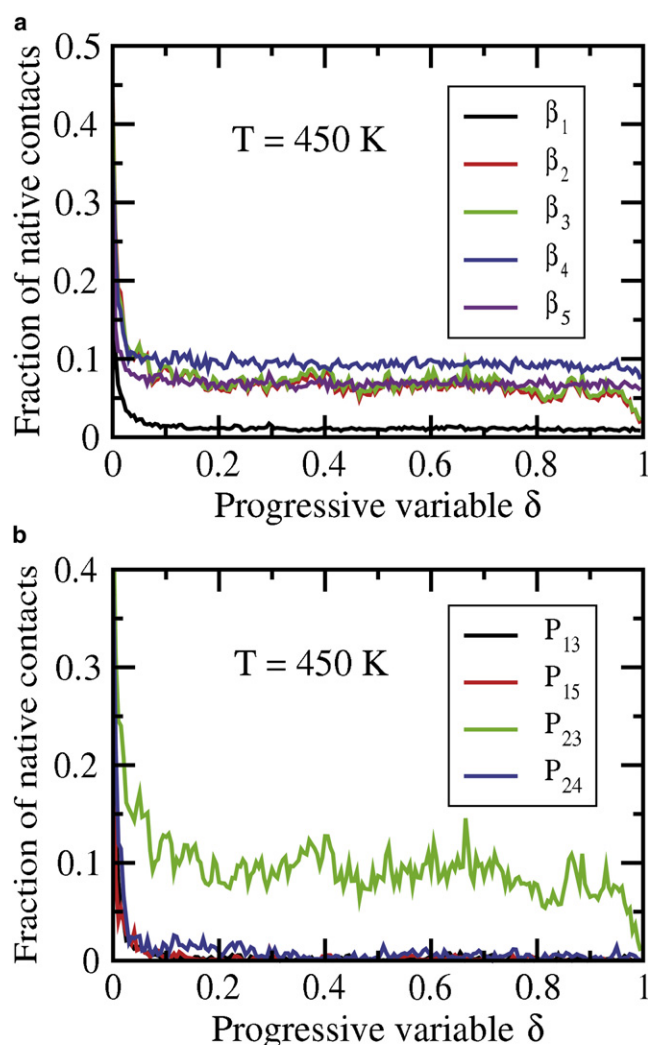 a
Fraction of native contacts
0.5
0.4
0.3
0.2
0.1
0
T = 450 K
β₁
β₂
β₃
β₄
β₅
0 0.2 0.4 0.6 0.8 1
Progressive variable δ
b
Fraction of native contacts
0.4
0.3
0.2
0.1
0
T = 450 K
P₁₃
P₁₅
P₂₃
P₂₄
0 0.2 0.4 0.6 0.8 1
Progressive variable δ